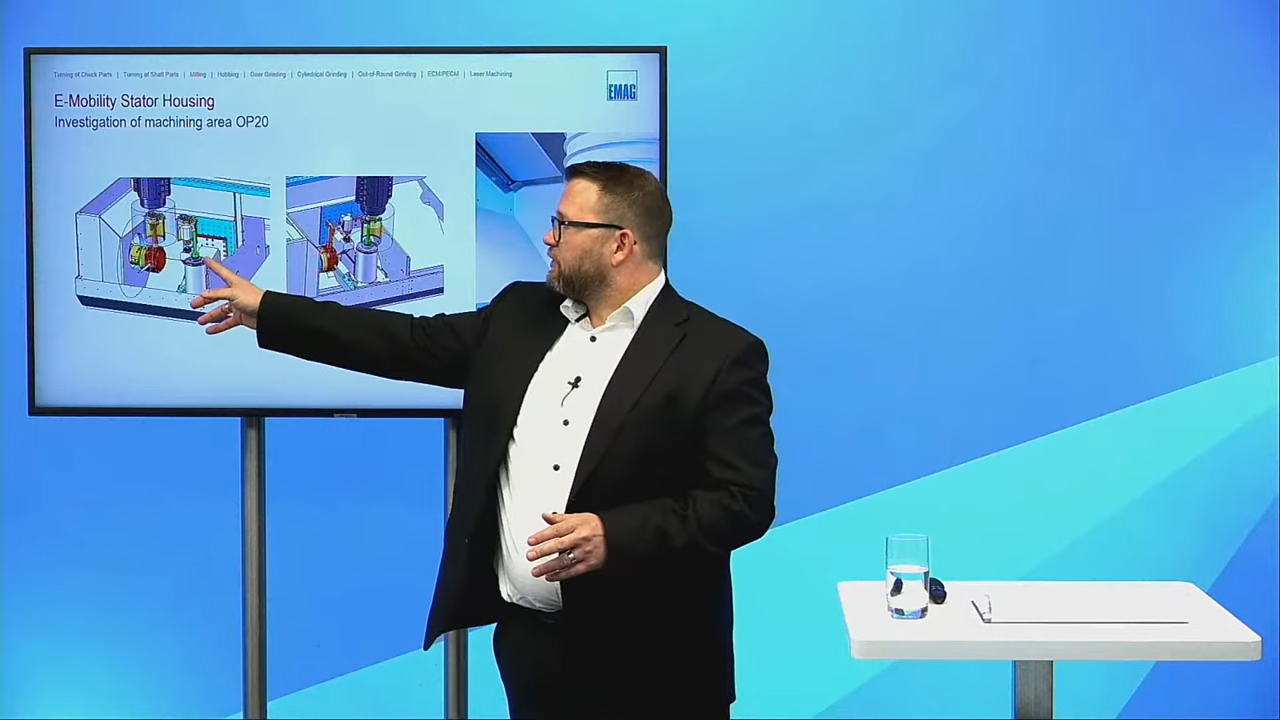 Turning of Chuck Parts | Turning of Shaft Parts | Milling | Hobbing | Gear Grinding | Cylindrical Grinding | Out-of-Round Grinding | ECM/PECM | Laser Machining
EMAG
E-Mobility Stator Housing
Investigation of machining area OP20